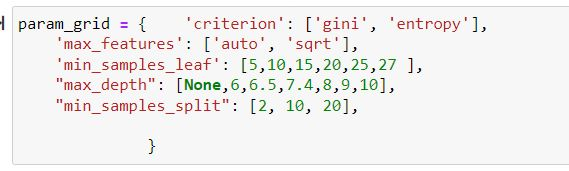 param_grid = {    'criterion': ['gini', 'entropy'],
'max_features': ['auto', 'sqrt'],
'min_samples_leaf': [5,10,15,20,25,27 ],
"max_depth": [None,6,6.5,7.4,8,9,10],
"min_samples_split": [2, 10, 20],
}